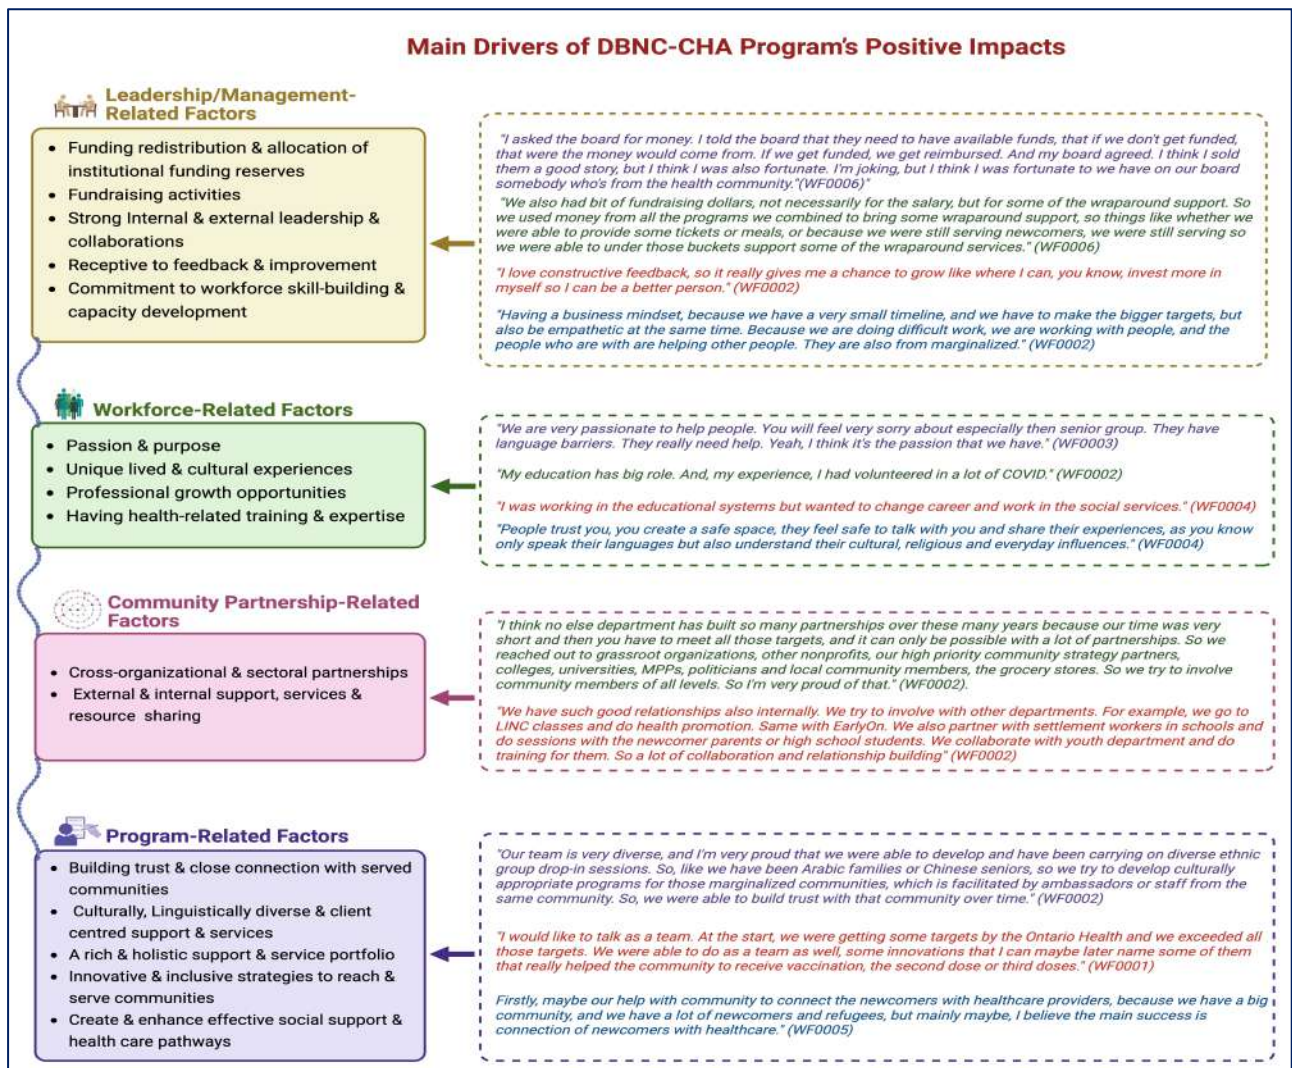 Main Drivers of DBNC-CHA Program's Positive Impacts
Leadership/Management-
Related Factors
• Funding redistribution & allocation of
institutional funding reserves
• Fundraising activities
• Strong Internal & external leadership &
collaborations
• Receptive to feedback & improvement
• Commitment to workforce skill-building &
capacity development
"I asked the board for money. I told the board that they need to have available funds, that if we don't get funded,
that were the money would come from. If we get funded, we get reimbursed. And my board agreed. I think I sold
them a good story, but I think I was also fortunate. I'm joking, but I think I was fortunate to we have on our board
somebody who's from the health community."(WF0006)"
"We also had bit of fundraising dollars, not necessarily for the salary, but for some of the wraparound support. So
we used money from all the programs we combined to bring some wraparound support, so things like whether we
were able to provide some tickets or meals, or because we were still serving newcomers, we were still serving so
we were able to under those buckets support some of the wraparound services." (WF0006)
"I love constructive feedback, so it really gives me a chance to grow like where I can, you know, invest more in
myself so I can be a better person." (WF0002)
"Having a business mindset, because we have a very small timeline, and we have to make the bigger targets, but
also be empathetic at the same time. Because we are doing difficult work, we are working with people, and the
people who are with are helping other people. They are also from marginalized." (WF0002)
Workforce-Related Factors
• Passion & purpose
• Unique lived & cultural experiences
• Professional growth opportunities
• Having health-related training & expertise
"We are very passionate to help people. You will feel very sorry about especially then senior group. They have
language barriers. They really need help. Yeah, I think it's the passion that we have." (WF0003)
"My education has big role. And, my experience, I had volunteered in a lot of COVID." (WF0002)
"I was working in the educational systems but wanted to change career and work in the social services." (WF0004)
"People trust you, you create a safe space, they feel safe to talk with you and share their experiences, as you know
only speak their languages but also understand their cultural, religious and everyday influences." (WF0004)
Community Partnership-Related
Factors
• Cross-organizational & sectoral partnerships
• External & internal support, services &
resource sharing
"I think no else department has built so many partnerships over these many years because our time was very
short and then you have to meet all those targets, and it can only be possible with a lot of partnerships. So we
reached out to grassroot organizations, other nonprofits, our high priority community strategy partners,
colleges, universities, MPPs, politicians and local community members, the grocery stores. So we try to involve
community members of all levels. So I'm very proud of that." (WF0002).
"We have such good relationships also internally. We try to involve with other departments. For example, we go to
LINC classes and do health promotion. Same with EarlyOn. We also partner with settlement workers in schools and
do sessions with the newcomer parents or high school students. We collaborate with youth department and do
training for them. So a lot of collaboration and relationship building" (WF0002)
Program-Related Factors
• Building trust & close connection with served
communities
• Culturally, Linguistically diverse & client
centred support & services
• A rich & holistic support & service portfolio
• Innovative & inclusive strategies to reach &
serve communities
• Create & enhance effective social support &
health care pathways
"Our team is very diverse, and I'm very proud that we were able to develop and have been carrying on diverse ethnic
group drop-in sessions. So, like we have been Arabic families or Chinese seniors, so we try to develop culturally
appropriate programs for those marginalized communities, which is facilitated by ambassadors or staff from the
same community. So, we were able to build trust with that community over time." (WF0002)
"I would like to talk as a team. At the start, we were getting some targets by the Ontario Health and we exceeded all
those targets. We were able to do as a team as well, some innovations that I can maybe later name some of them
that really helped the community to receive vaccination, the second dose or third doses." (WF0001)
Firstly, maybe our help with community to connect the newcomers with healthcare providers, because we have a big
community, and we have a lot of newcomers and refugees, but mainly maybe, I believe the main success is
connection of newcomers with healthcare." (WF0005)